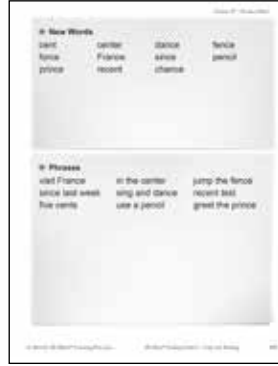 New Words
cent center dance fence
force France since pencil
prince recent chance
Phrases
visit France in the center jump the fence
since last week sing and dance recent test
five cents use a pencil greet the prince